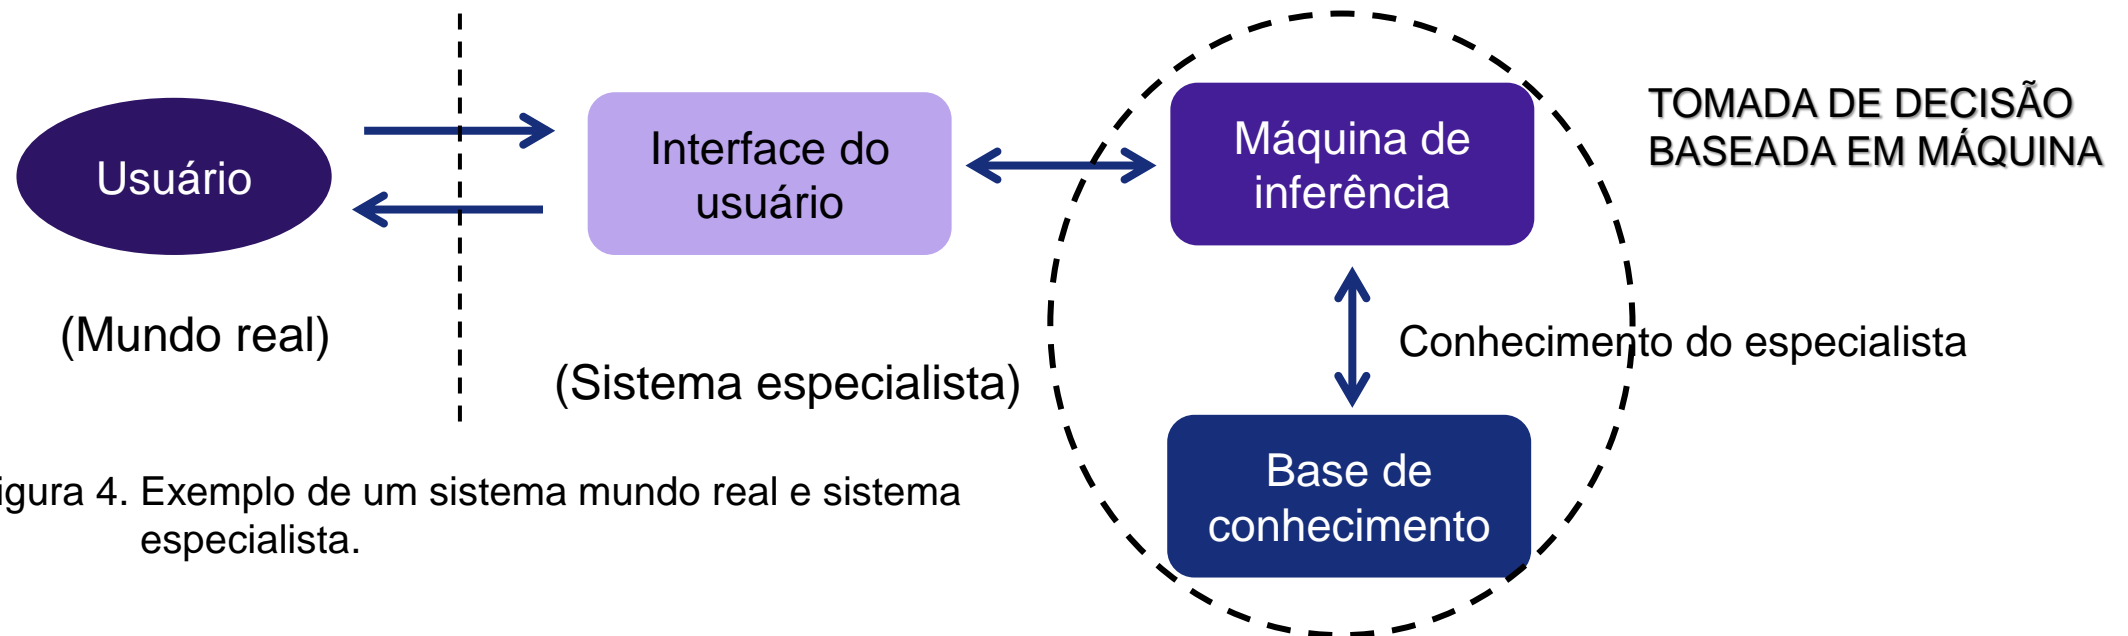 TOMADA DE DECISÃO
BASEADA EM MÁQUINA
Usuário
Interface do
usuário
Máquina de
inferência
(Mundo real)
(Sistema especialista)
Conhecimento do especialista
Base de
conhecimento
igura 4. Exemplo de um sistema mundo real e sistema
especialista.